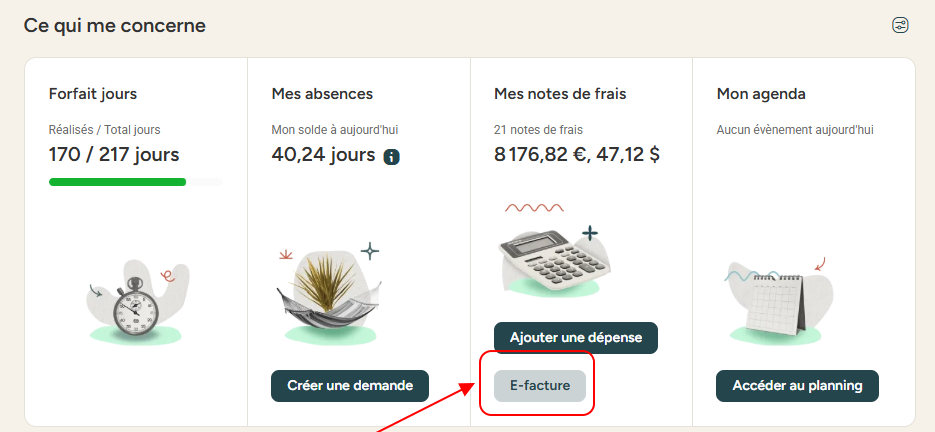 Ce qui me concerne
Forfait jours
Réalisés / Total jours
170 / 217 jours
Mes absences
Mon solde à aujourd'hui
40,24 jours
Créer une demande
Mes notes de frais
21 notes de frais
8 176,82 €, 47,12 $
Ajouter une dépense
E-facture
Mon agenda
Aucun évènement aujourd'hui
Accéder au planning